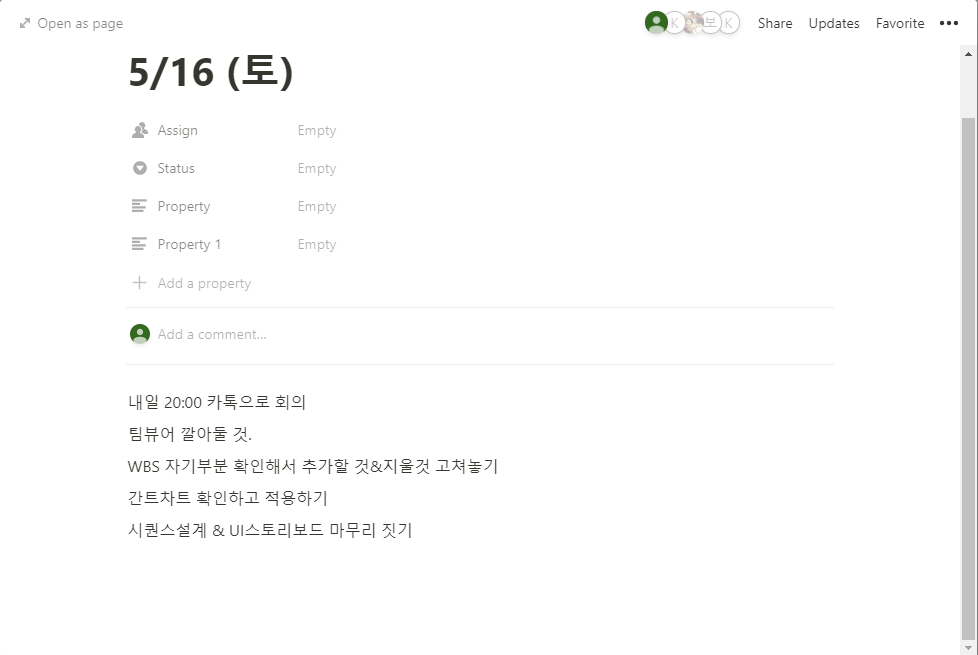 Open as page
K 보 K Share Updates Favorite
5/16 (토)
Assign Empty
Status Empty
Property Empty
Property 1 Empty
Add a property
Add a comment...
내일 20:00 카톡으로 회의
팀뷰어 깔아둘 것.
WBS 자기부분 확인해서 추가할 것&지울것 고쳐놓기
간트차트 확인하고 적용하기
시퀀스설계 & UI스토리보드 마무리 짓기